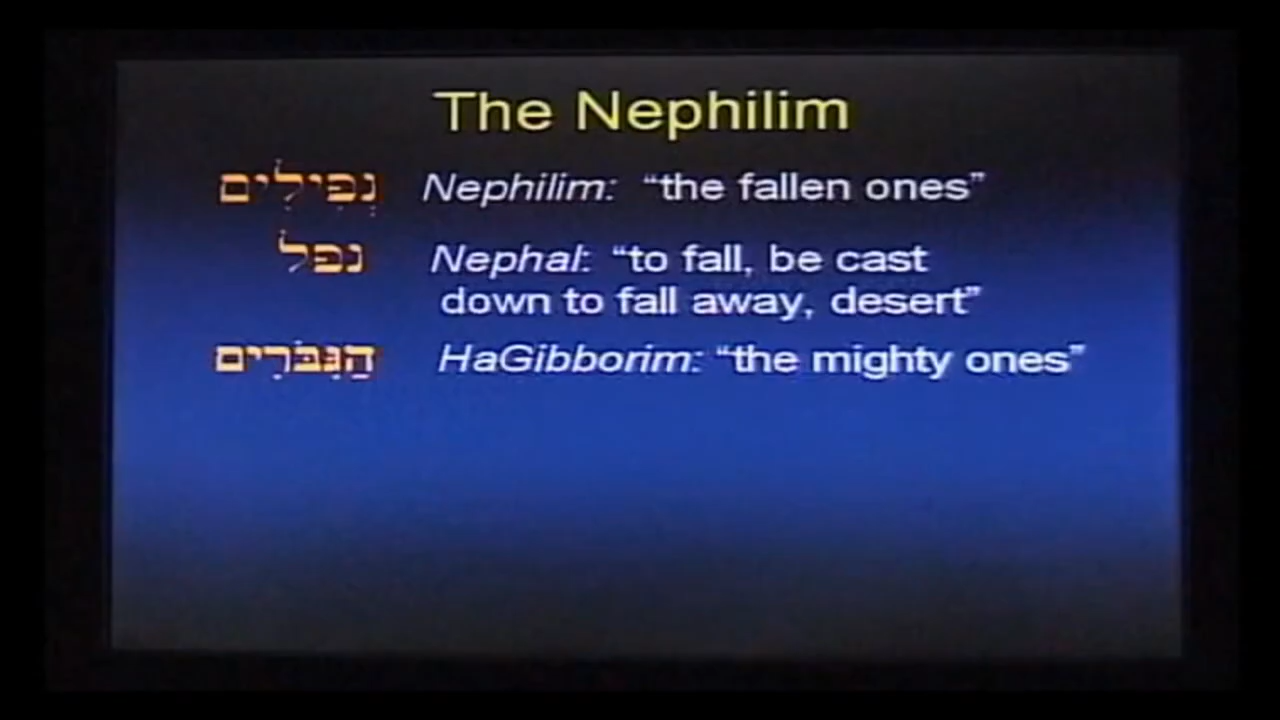 The Nephilim
נְפִילִים Nephilim: “the fallen ones”
נפל Nephal: “to fall, be cast
down to fall away, desert”
הַגִּבֹּרִים HaGibborim: “the mighty ones”